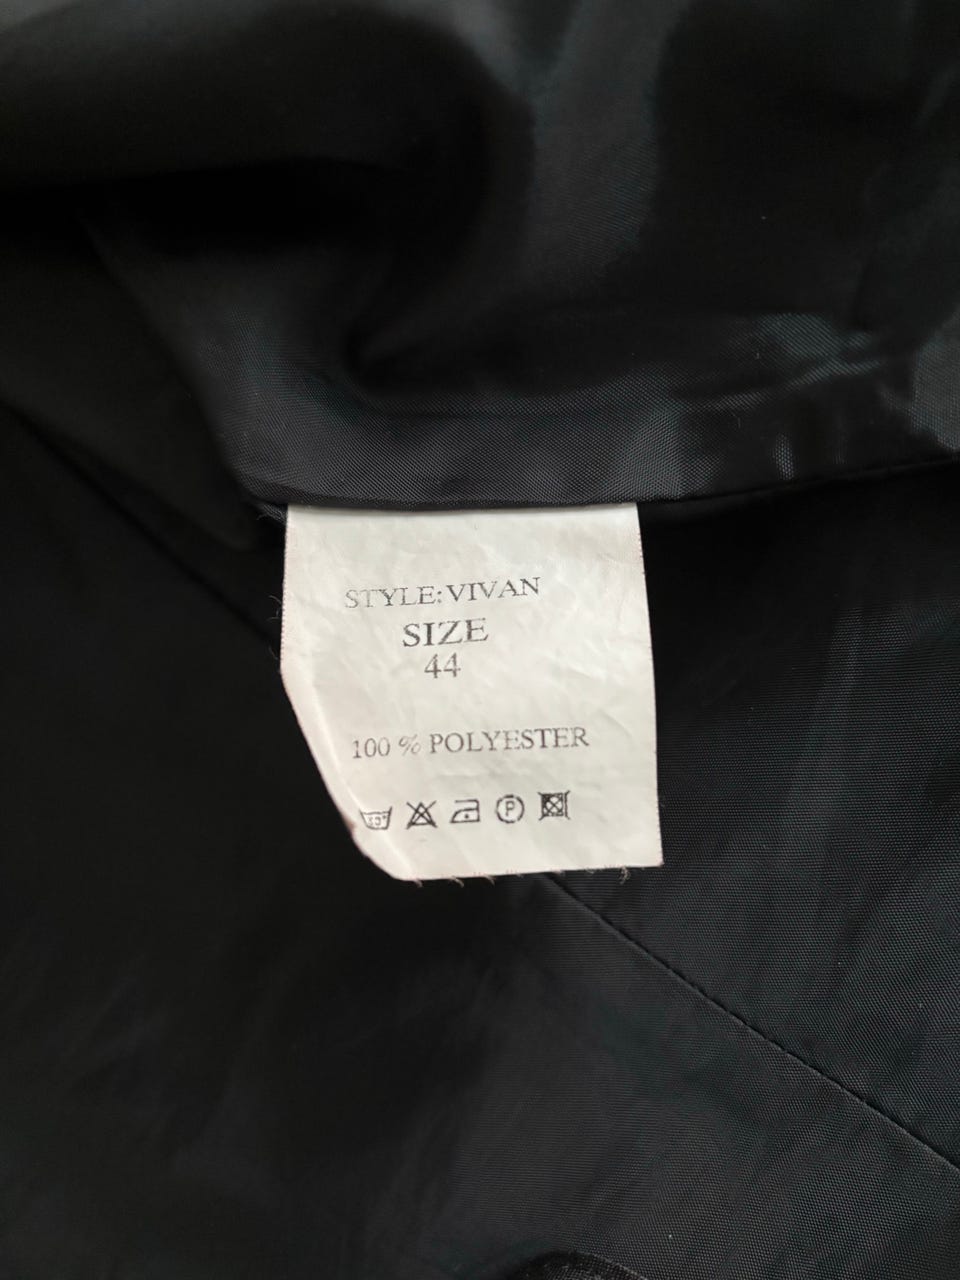 STYLE:VIVAN
SIZE
44
100 % POLYESTER
P